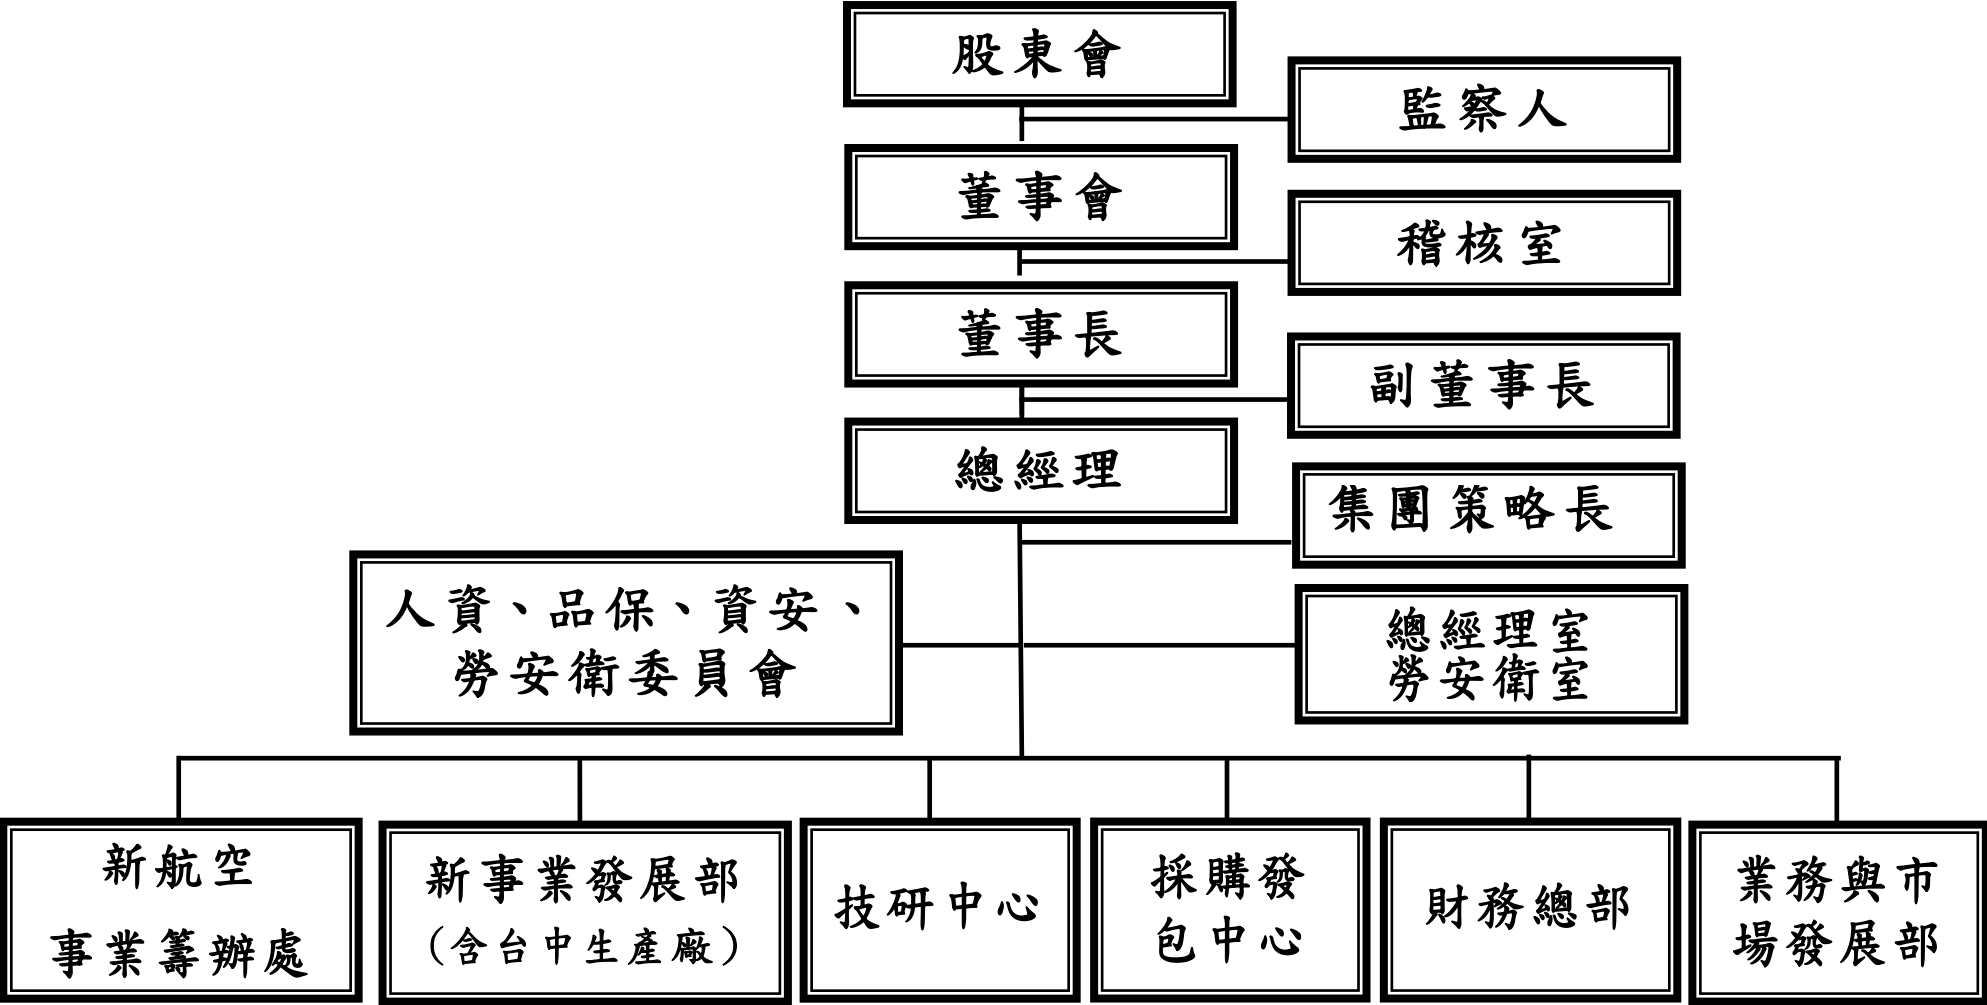 股東會
監察人
董事會
稽核室
董事長
副董事長
總經理
集團策略長
人資、品保、資安、
勞安衛委員會
總經理室
勞安衛室
新航空
事業籌辦處
新事業發展部
(含台中生產廠)
技研中心
採購發
包中心
財務總部
業務與市
場發展部